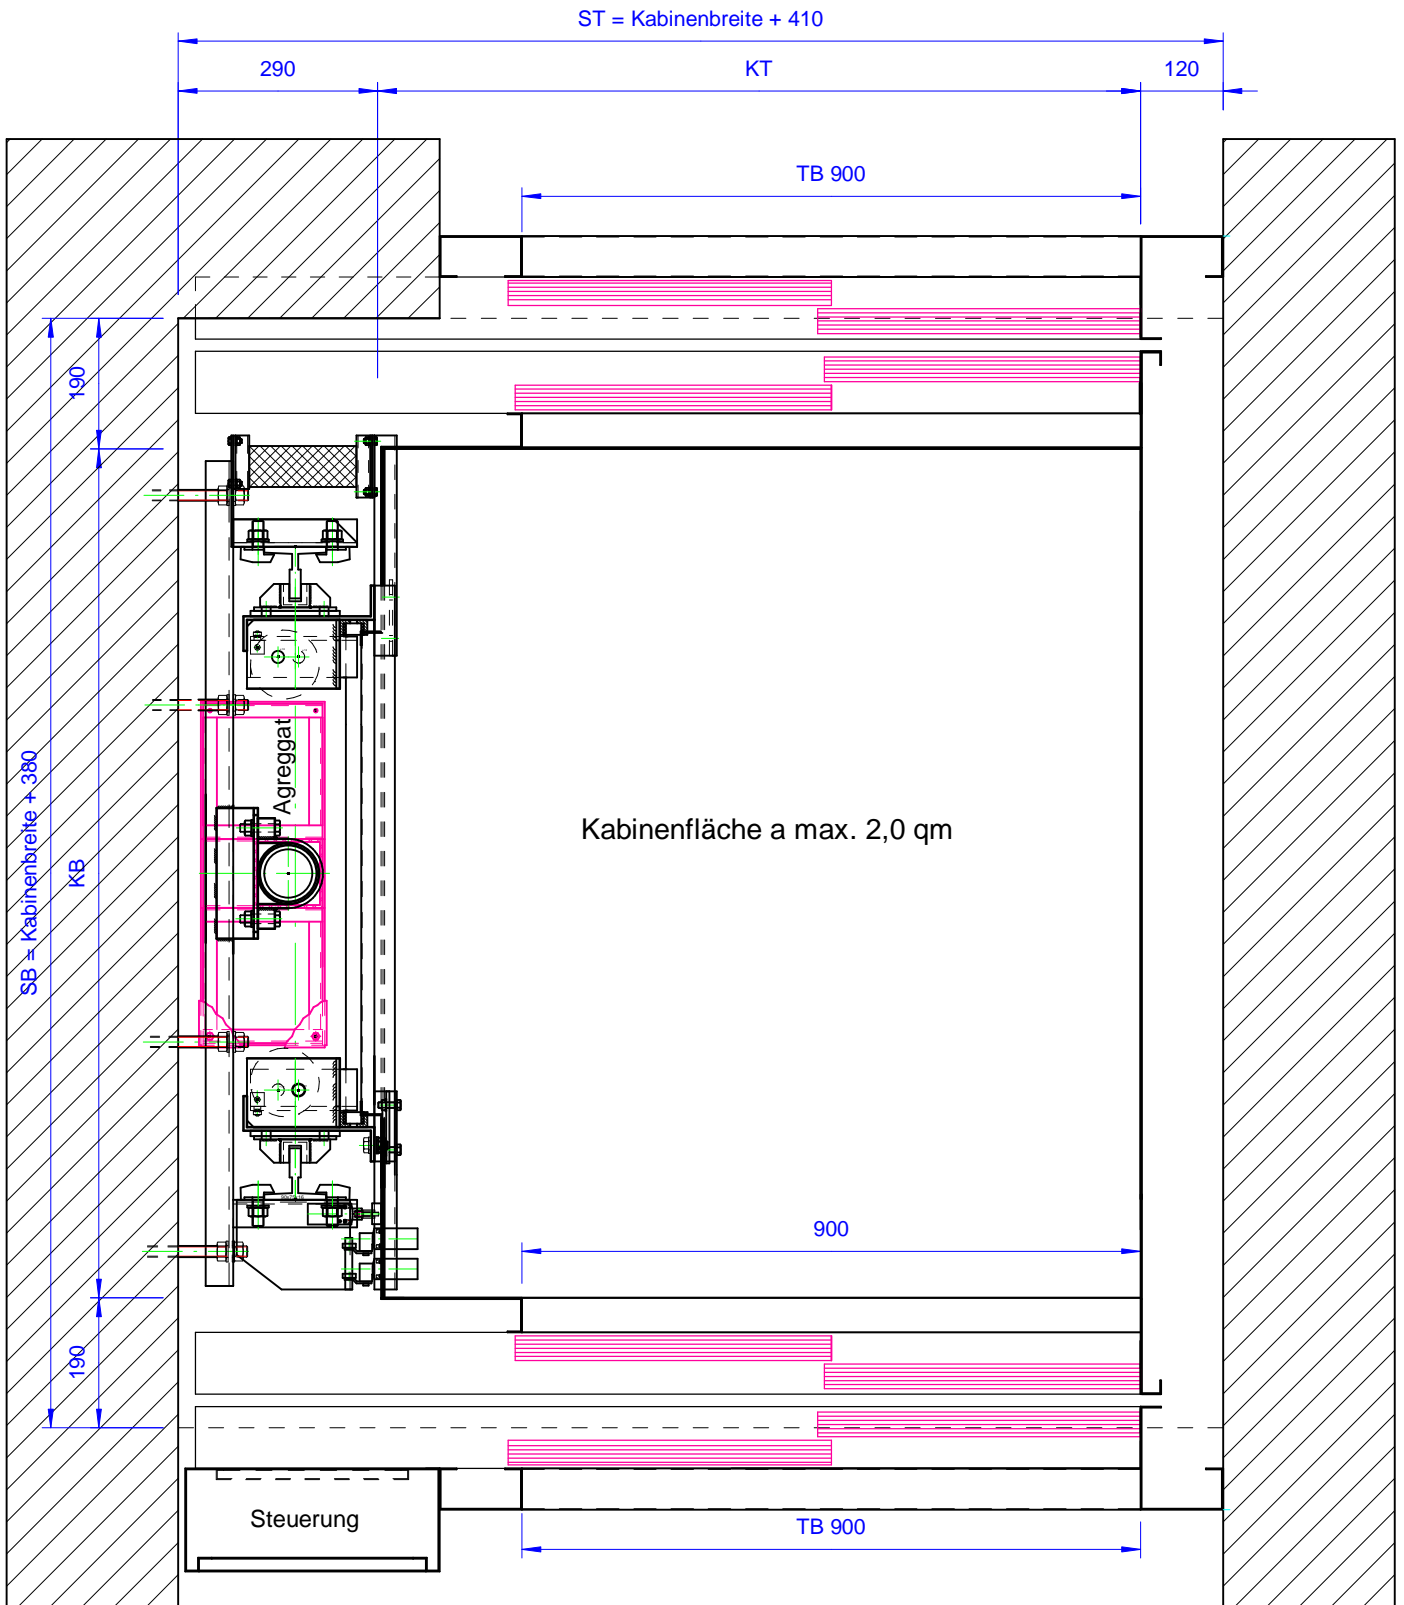 ST = Kabinenbreite + 410
290
KT
120
TB 900
190
Agreggat
Kabinenfläche a max. 2,0 qm
SB = Kabinenbreite + 380
KB
900
190
Steuerung
TB 900